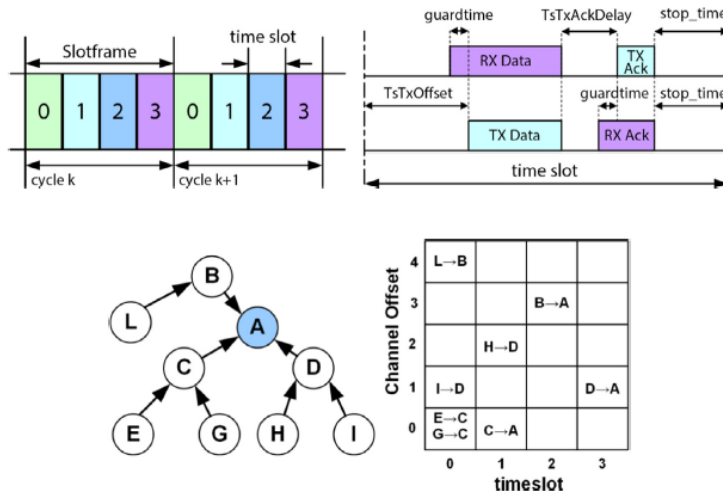 Slotframe
time slot
0 1 2 3 0 1 2 3
cycle k
cycle k+1
guardtime
TsTxAckDelay
stop_time
RX Data
TX
Ack
TsTxOffset
guardtime
stop_time
TX Data
RX Ack
time slot
B
L
A
C
D
E
G
H
I
Channel Offset
4
L→B
3
B→A
2
H→D
1
I→D
D→A
0
E→C
G→C
C→A
0 1 2 3
timeslot